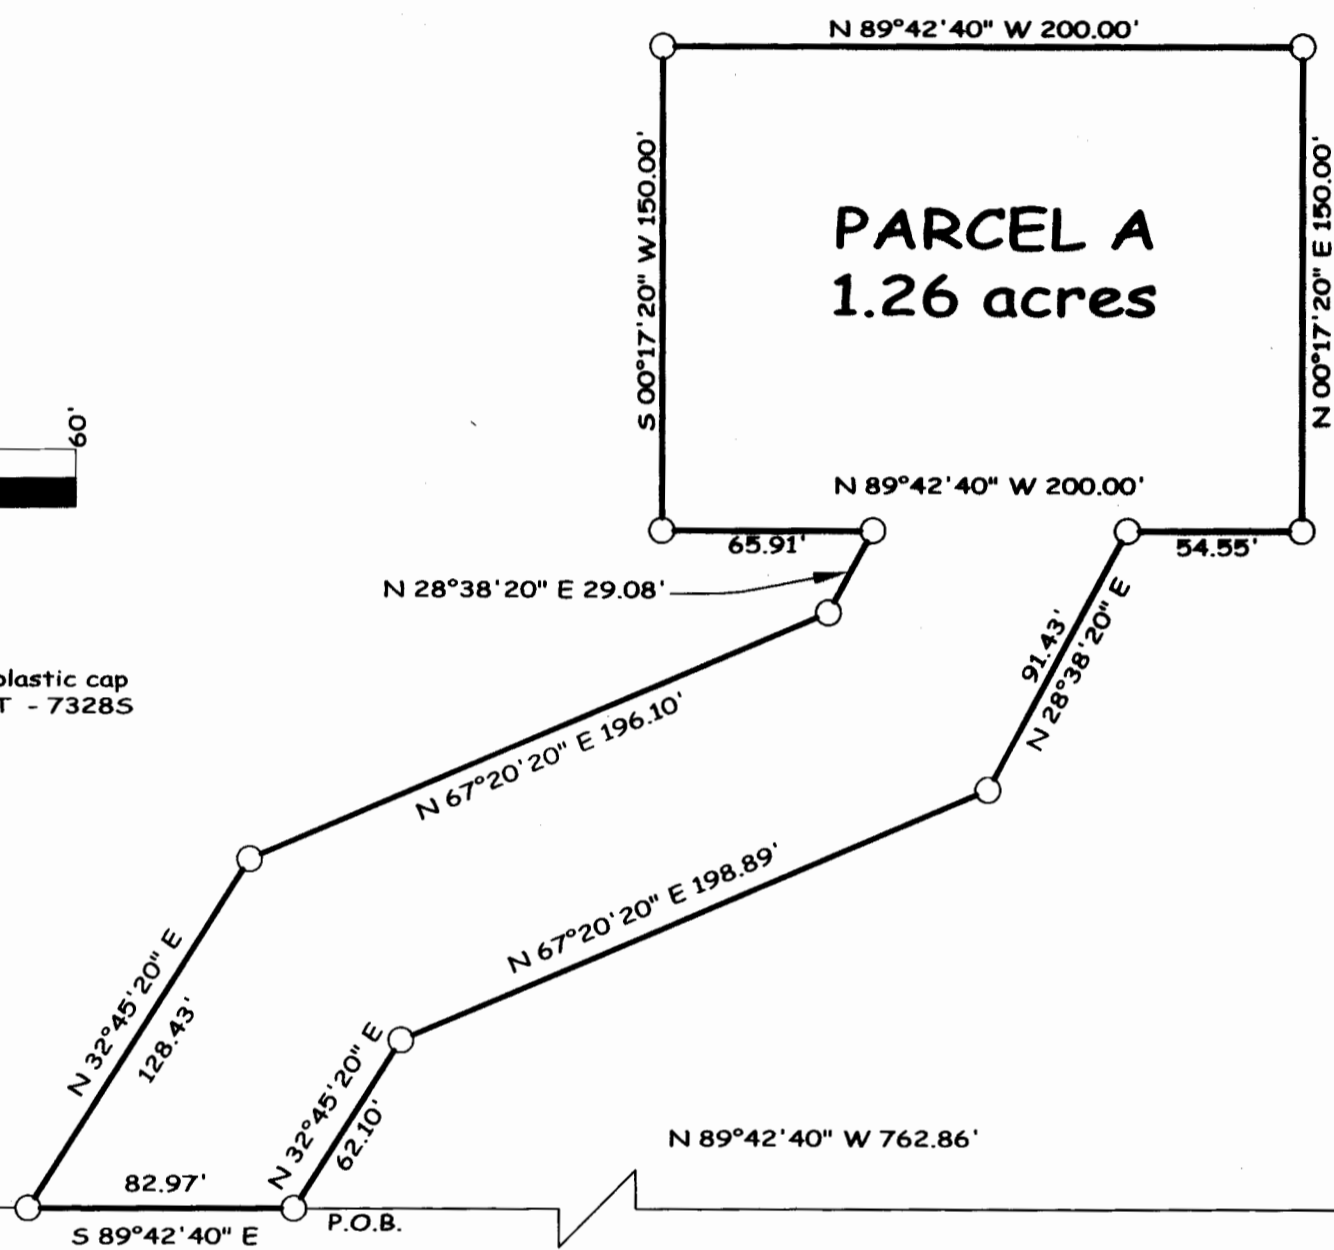 N 89°42'40" W 200.00'
S 00°17'20" W 150.00'
N 00°17'20" E 150.00'
PARCEL A
1.26 acres
60'
N 89°42'40" W 200.00'
65.91'
54.55'
N 28°38'20" E 29.08'
91.43'
N 28°38'20" E
plastic cap
T - 7328S
N 67°20'20" E 196.10'
N 67°20'20" E 198.89'
N 32°45'20" E
128.43'
N 32°45'20" E
62.10'
N 89°42'40" W 762.86'
82.97'
P.O.B.
S 89°42'40" E